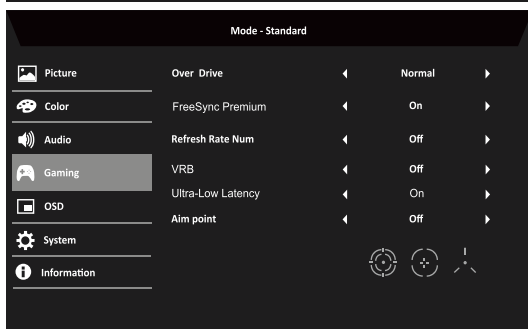 Mode - Standard
Picture
Over Drive Normal
Color
FreeSync Premium On
Audio
Refresh Rate Num Off
Gaming
VRB Off
Ultra-Low Latency On
OSD
Aim point Off
System
Information